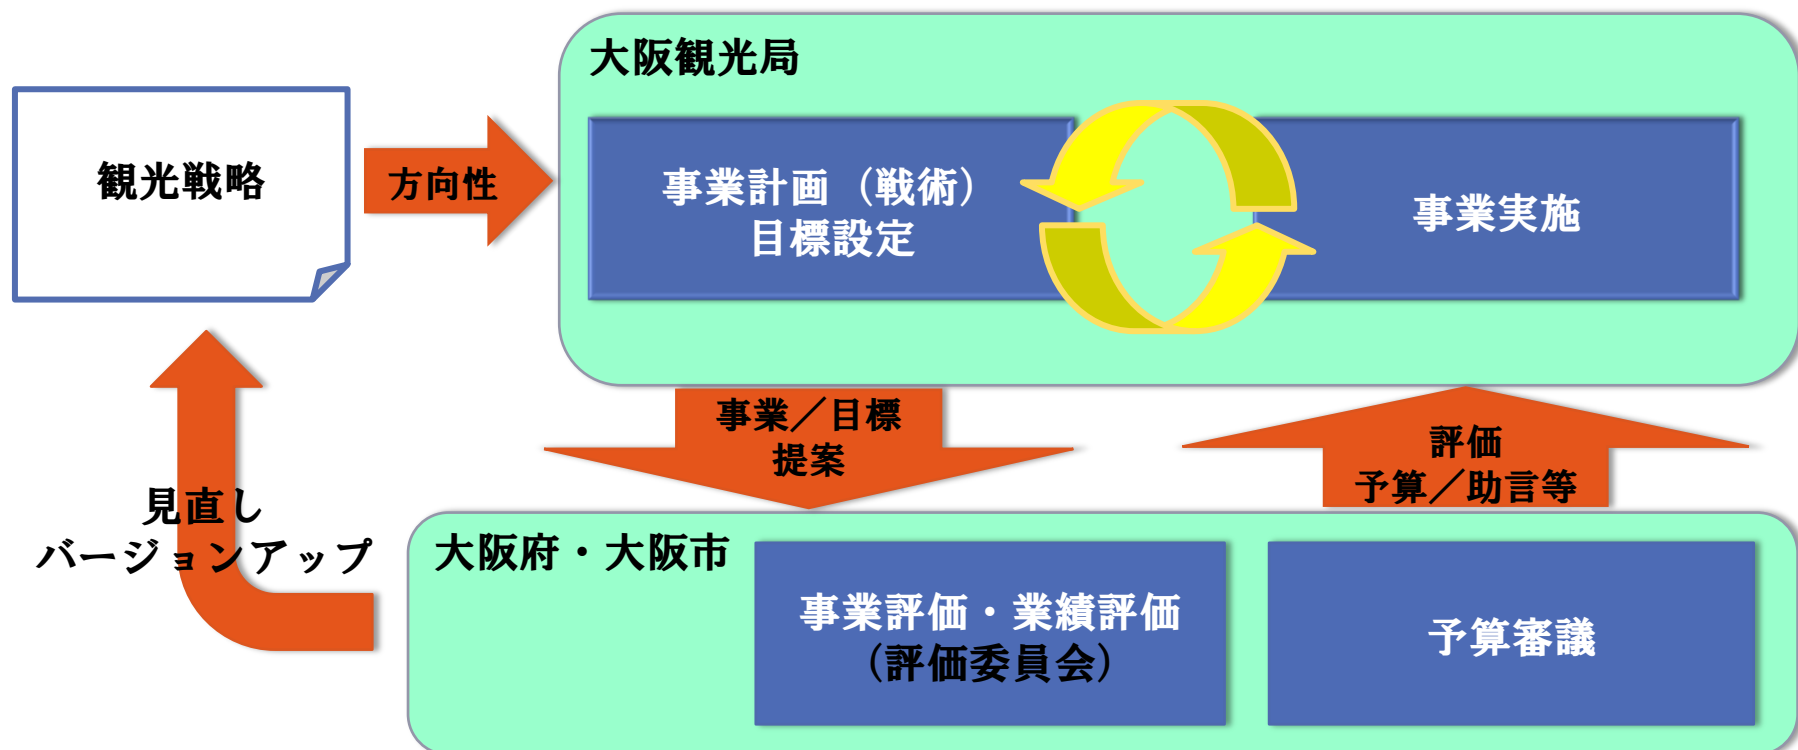 大阪観光局
観光戦略
方向性
事業計画（戦術）
目標設定
事業実施
事業／目標
提案
評価
予算／助言等
見直し
バージョンアップ
大阪府・大阪市
事業評価・業績評価
（評価委員会）
予算審議